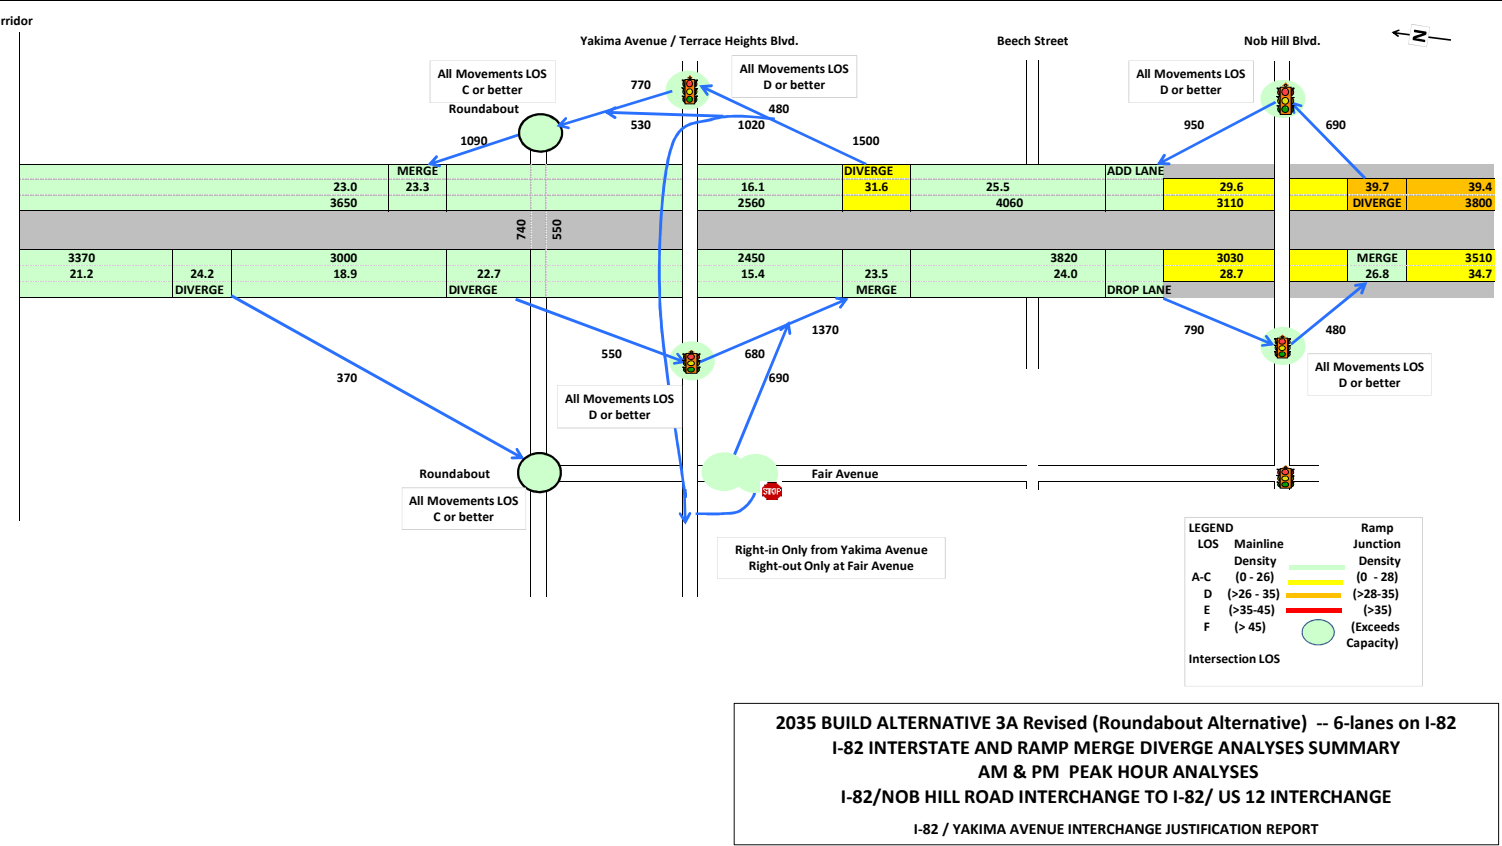 rridor
Yakima Avenue / Terrace Heights Blvd.
Beech Street
Nob Hill Blvd.
N
All Movements LOS
C or better
Roundabout
770
530
1090
All Movements LOS
D or better
480
1020
1500
All Movements LOS
D or better
950
690
MERGE
DIVERGE
ADD LANE
23.0
23.3
16.1
31.6
25.5
29.6
39.7
39.4
3650
2560
4060
3110
DIVERGE
3800
740
550
3370
3000
2450
3820
3030
MERGE
3510
21.2
24.2
18.9
22.7
15.4
23.5
24.0
28.7
26.8
34.7
DIVERGE
DIVERGE
MERGE
DROP LANE
370
550
680
1370
690
790
480
All Movements LOS
D or better
All Movements LOS
D or better
Roundabout
Fair Avenue
STOP
All Movements LOS
C or better
Right-in Only from Yakima Avenue
Right-out Only at Fair Avenue
LEGEND Ramp
LOS Mainline Junction
Density Density
A-C (0 - 26) (0 - 28)
D (>26 - 35) (>28-35)
E (>35-45) (>35)
F (> 45) (Exceeds
Capacity)
Intersection LOS
2035 BUILD ALTERNATIVE 3A Revised (Roundabout Alternative) -- 6-lanes on I-82
I-82 INTERSTATE AND RAMP MERGE DIVERGE ANALYSES SUMMARY
AM & PM PEAK HOUR ANALYSES
I-82/NOB HILL ROAD INTERCHANGE TO I-82/ US 12 INTERCHANGE
I-82 / YAKIMA AVENUE INTERCHANGE JUSTIFICATION REPORT